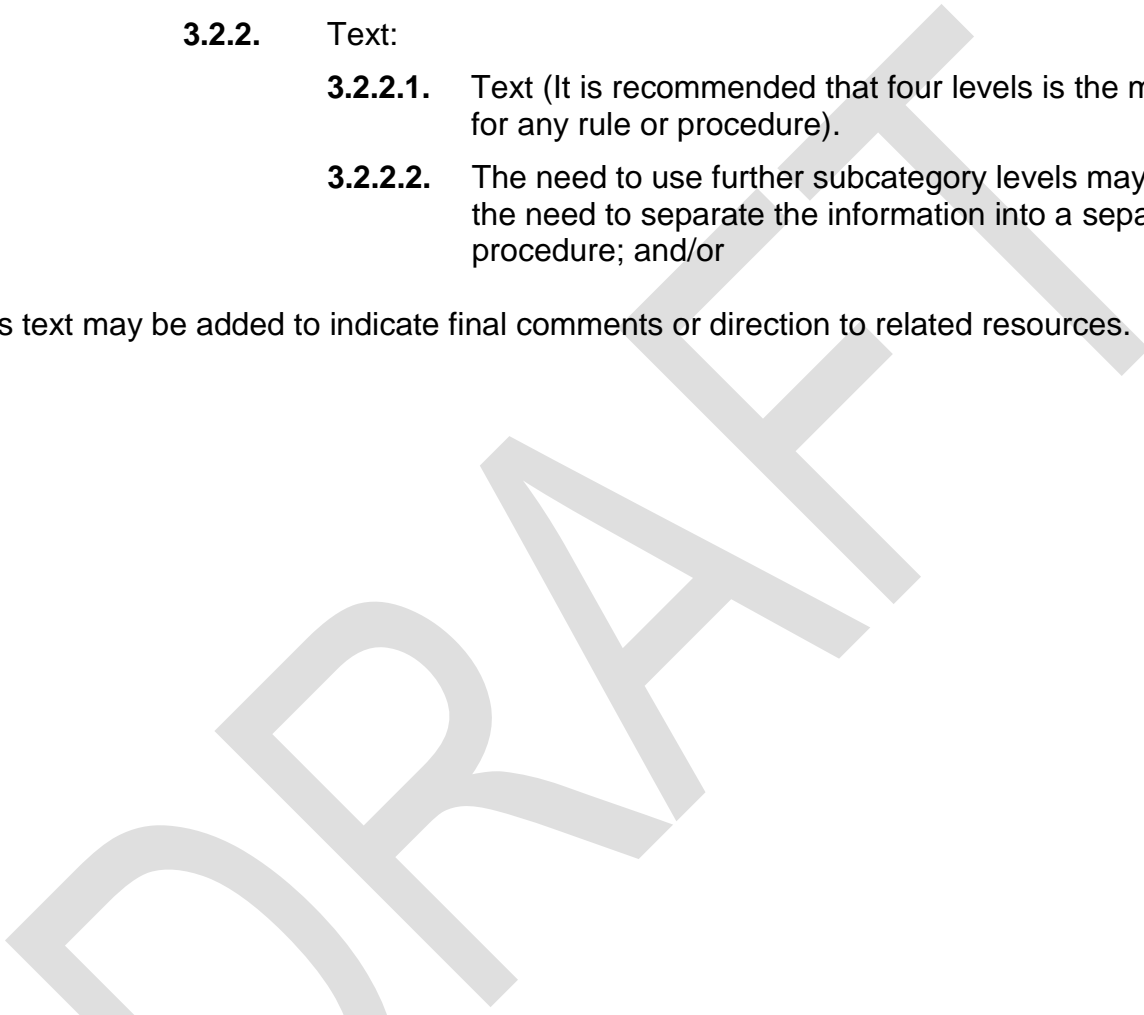 3.2.2. Text:
3.2.2.1. Text (It is recommended that four levels is the
for any rule or procedure).
3.2.2.2. The need to use further subcategory levels may
the need to separate the information into a
procedure; and/or
text may be added to indicate final comments or direction to related resources.
DRAFT